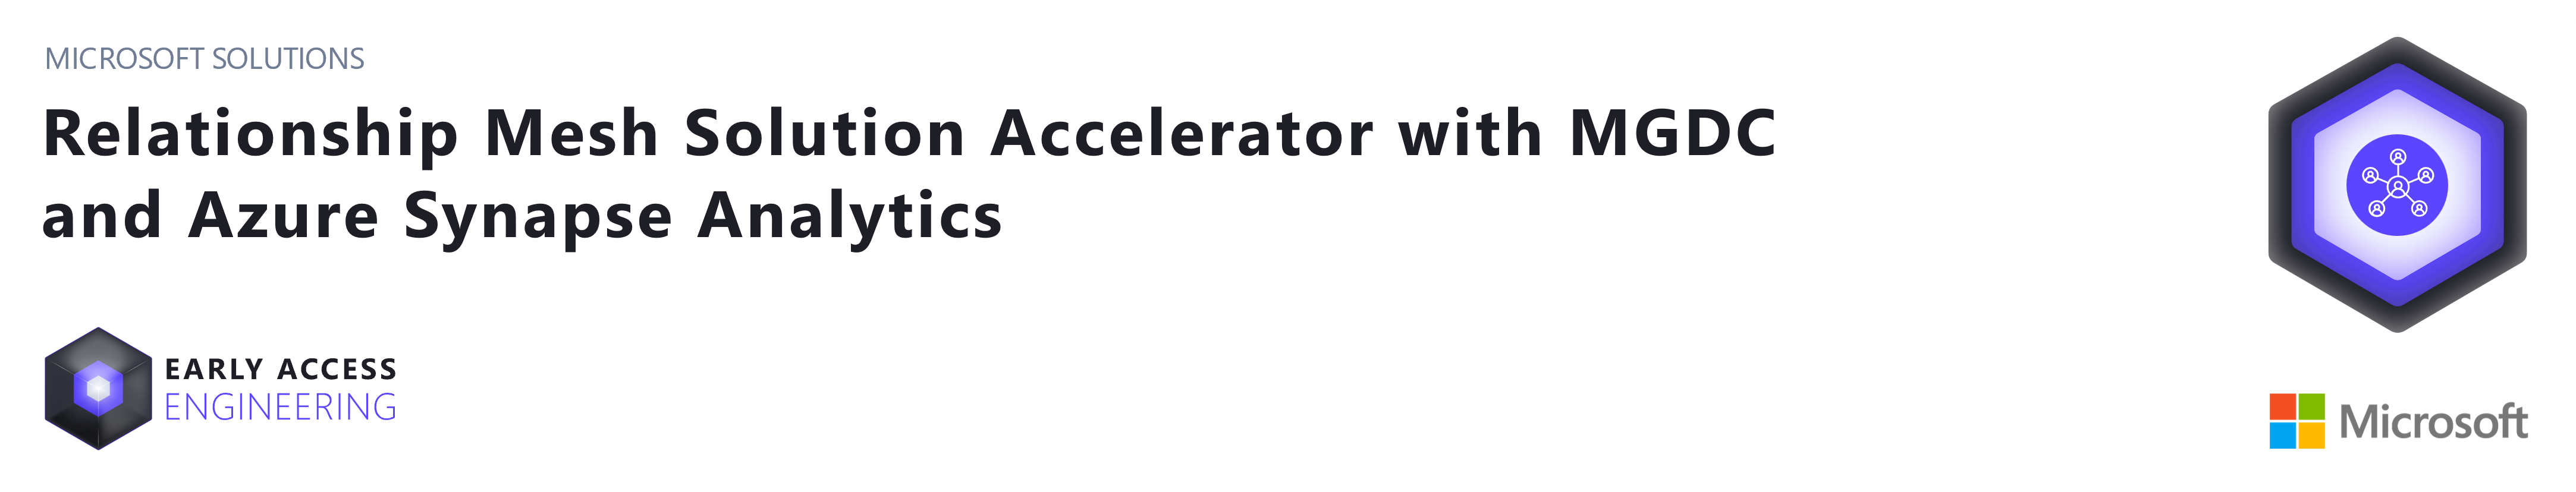 MICROSOFT SOLUTIONS
Relationship Mesh Solution Accelerator with MGDC
and Azure Synapse Analytics
EARLY ACCESS
ENGINEERING
Microsoft